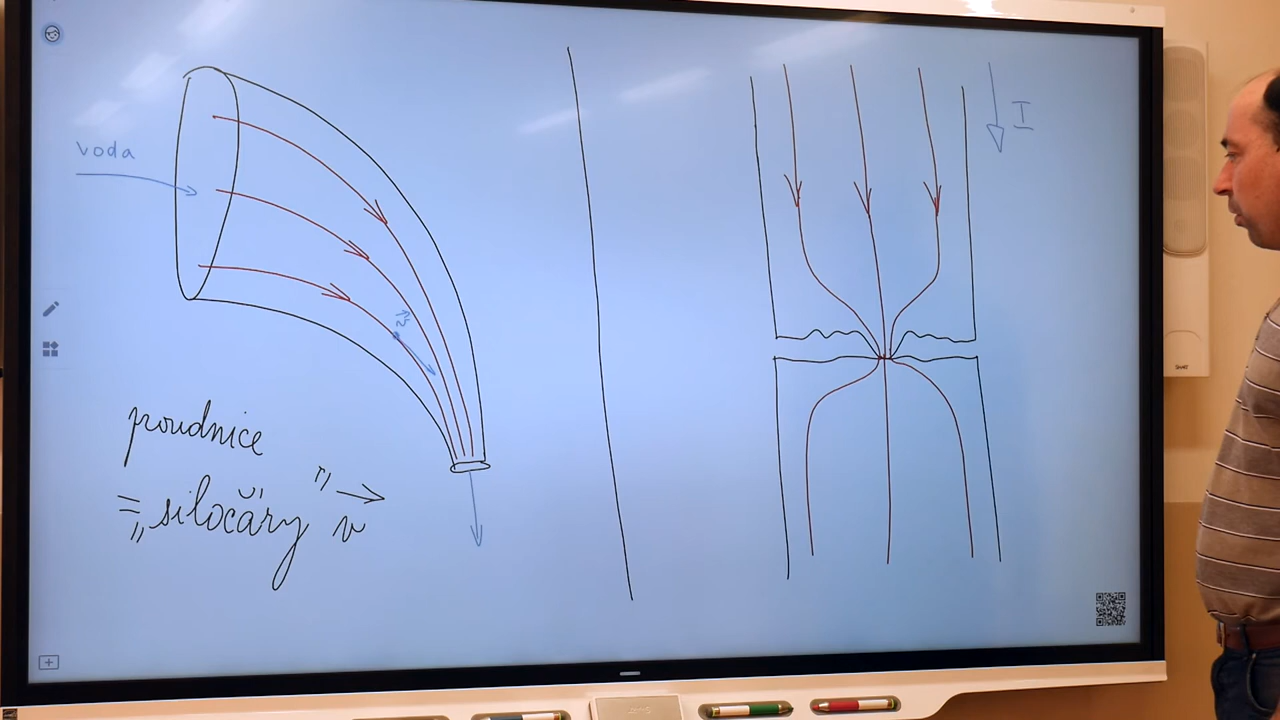 voda
I
v
proudnice
= „siločáry" v